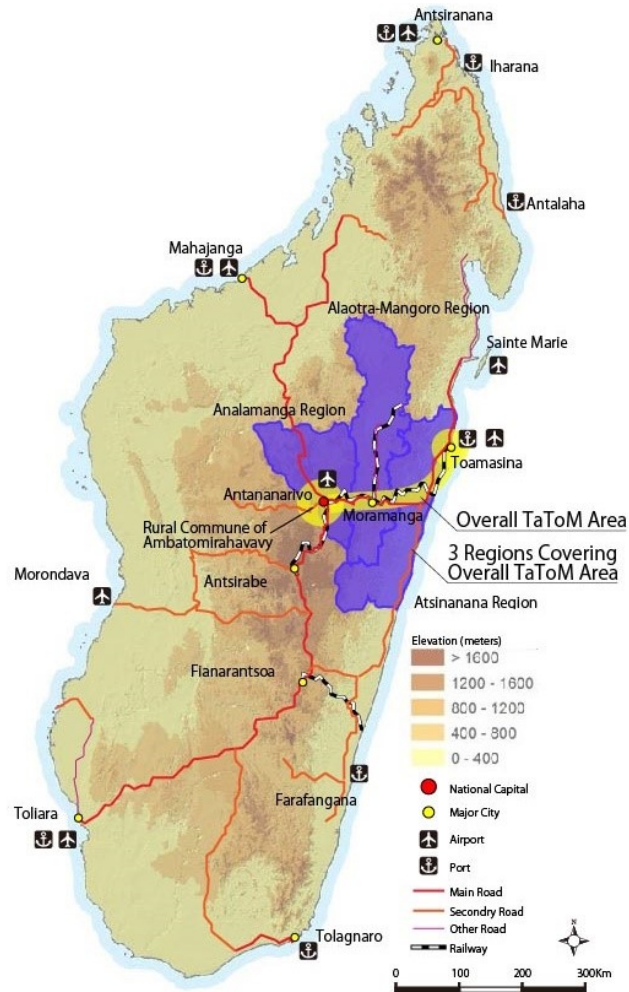 Antsiranana
Iharana
Antalaha
Mahajanga
Alaotra-Mangoro Region
Sainte Marie
Analamanga Region
Toamasina
Antananarivo
Moramanga
Rural Commune of
Ambatomirahavavy
Overall TaToM Area
3 Regions Covering
Overall TaToM Area
Antsirabe
Morondava
Atsinanana Region
Fianarantsoa
Farafangana
Toliara
Tolagnaro
Elevation (meters)
> 1600
1200 - 1600
800 - 1200
400 - 800
0 - 400
National Capital
Major City
Airport
Port
Main Road
Secondry Road
Other Road
Railway
N
0 100 200 300Km